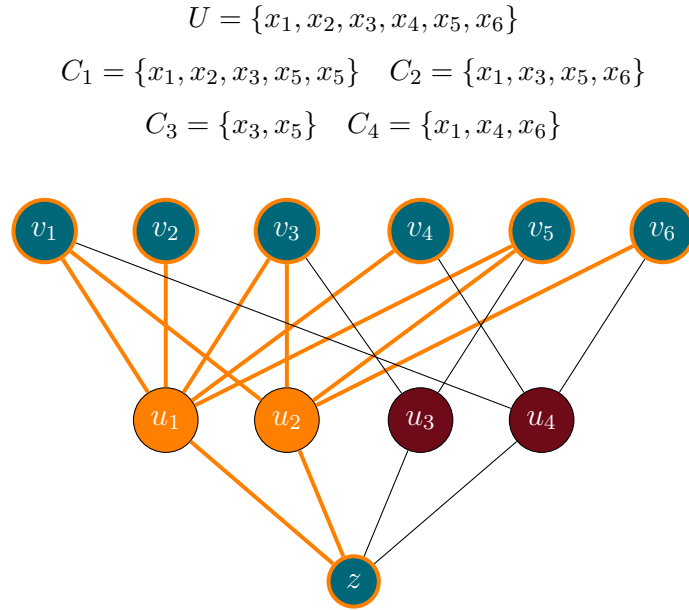 U = {x₁, x₂, x₃, x₄, x₅, x₆}
C₁ = {x₁, x₂, x₃, x₅, x₅} C₂ = {x₁, x₃, x₅, x₆}
C₃ = {x₃, x₅} C₄ = {x₁, x₄, x₆}
v₁ v₂ v₃ v₄ v₅ v₆
u₁ u₂ u₃ u₄
z